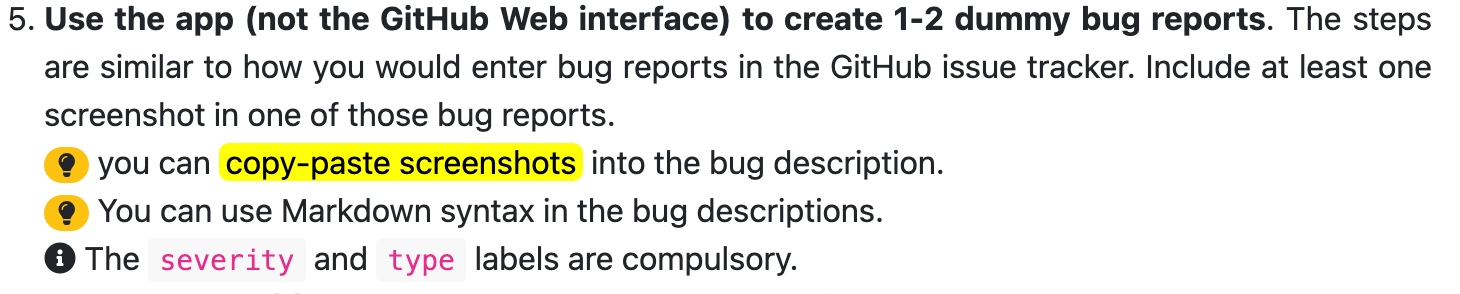 5. Use the app (not the GitHub Web interface) to create 1-2 dummy bug reports. The steps
are similar to how you would enter bug reports in the GitHub issue tracker. Include at least one
screenshot in one of those bug reports.
you can copy-paste screenshots into the bug description.
You can use Markdown syntax in the bug descriptions.
The severity and type labels are compulsory.